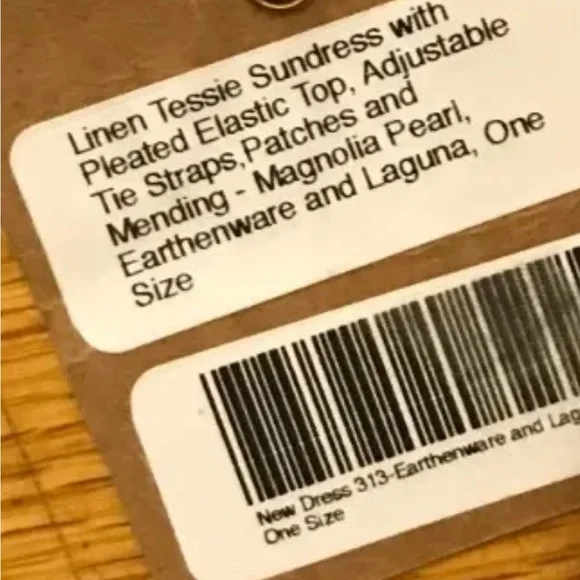 Linen Tessie Sundress with
Pleated Elastic Top, Adjustable
Tie Straps,Patches and
Mending - Magnolia Pearl,
Earthenware and Laguna, One
Size
New Dress 313-Earthenware and Lag
One Size